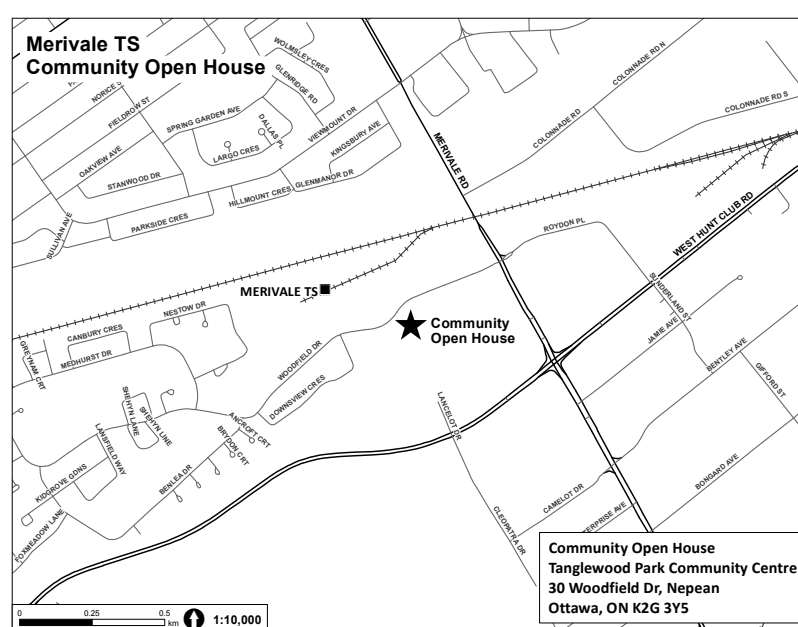 Merivale TS
Community Open House
WOLMSLEY CRES
GLENRIDGE RD
NORICE S
FIELDROW ST
SPRING GARDEN AVE
DALLAS PL
VIEWMOUNT DR
KINGSBURY AVE
OAKVIEW AVE
LARGO CRES
STANWOOD DR
HILLMOUNT CRES
GLENMANOR DR
PARKSIDE CRES
SULLIVAN AVE
MERIVALE RD
COLONNADE RD N
COLONNADE RD
COLONNADE RD S
WEST HUNT CLUB RD
ROYDON PL
SUNDERLAND ST
MERIVALE TS
NESTOW DR
CANBURY CRES
MEDHURST DR
GREYNAM CRT
Community
Open House
WOODFIELD DR
DOWNSVIEW CRES
JAMIE AVE
BENTLEY AVE
GIFFORD ST
SHEHYN LANE
SHEHYN LINE
ANCROFT CRT
BRYDON CRT
LANCELOT DR
LANSFIELD WAY
KIDGROVE GDNS
BENLEA DR
BONGARD AVE
CAMELOT DR
CLEOPATRA DR
TERPRISE AVE
FOXMEADOW LANE
Community Open House
Tanglewood Park Community Centre
30 Woodfield Dr, Nepean
Ottawa, ON K2G 3Y5
0 0.25 0.5
km
1:10,000